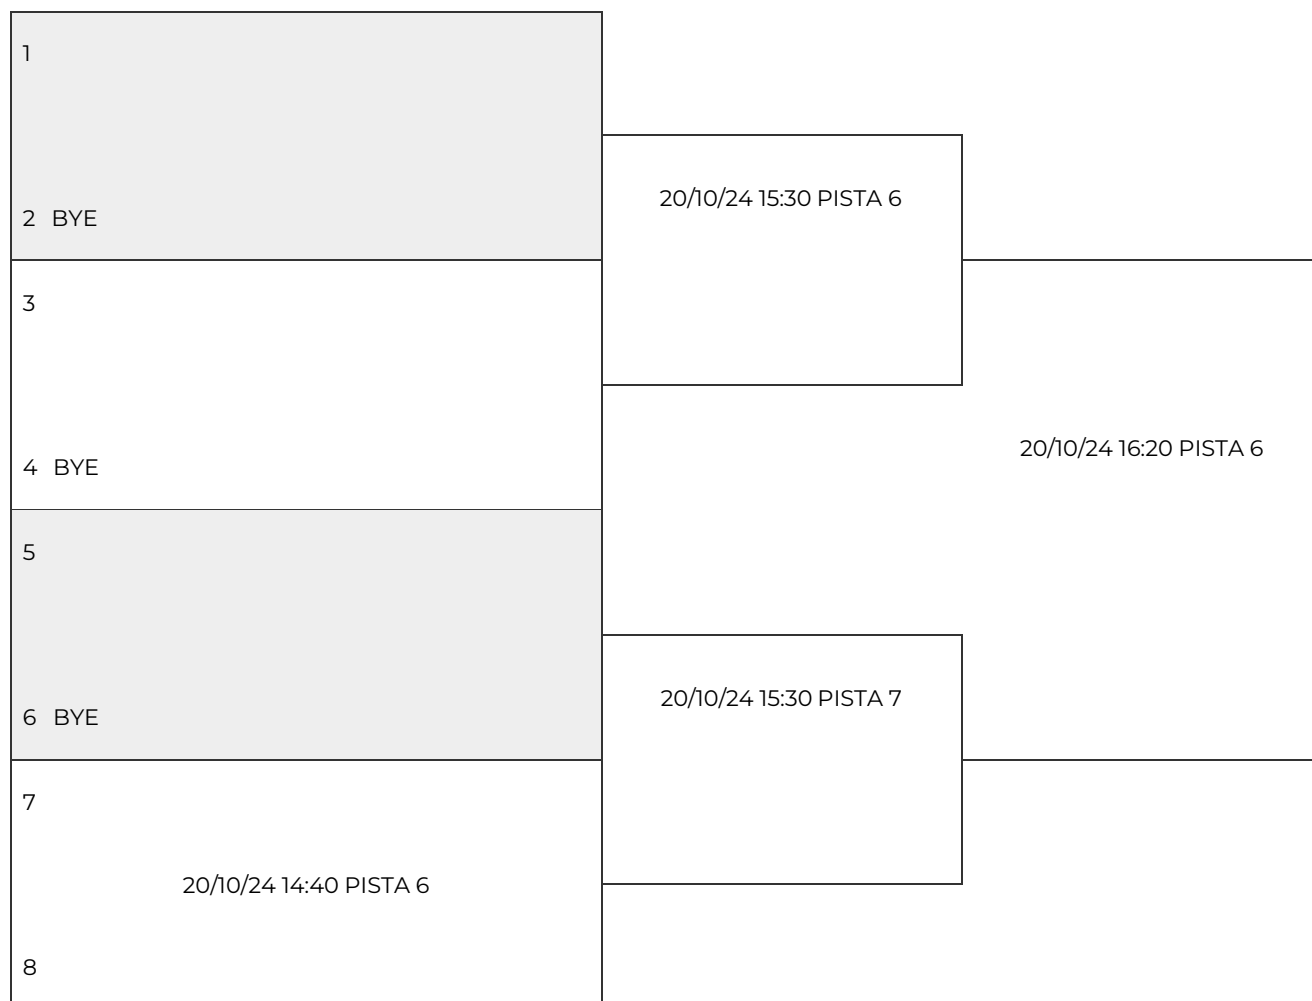 1
2 BYE
20/10/24 15:30 PISTA 6
3
4 BYE
20/10/24 16:20 PISTA 6
5
6 BYE
20/10/24 15:30 PISTA 7
7
20/10/24 14:40 PISTA 6
8